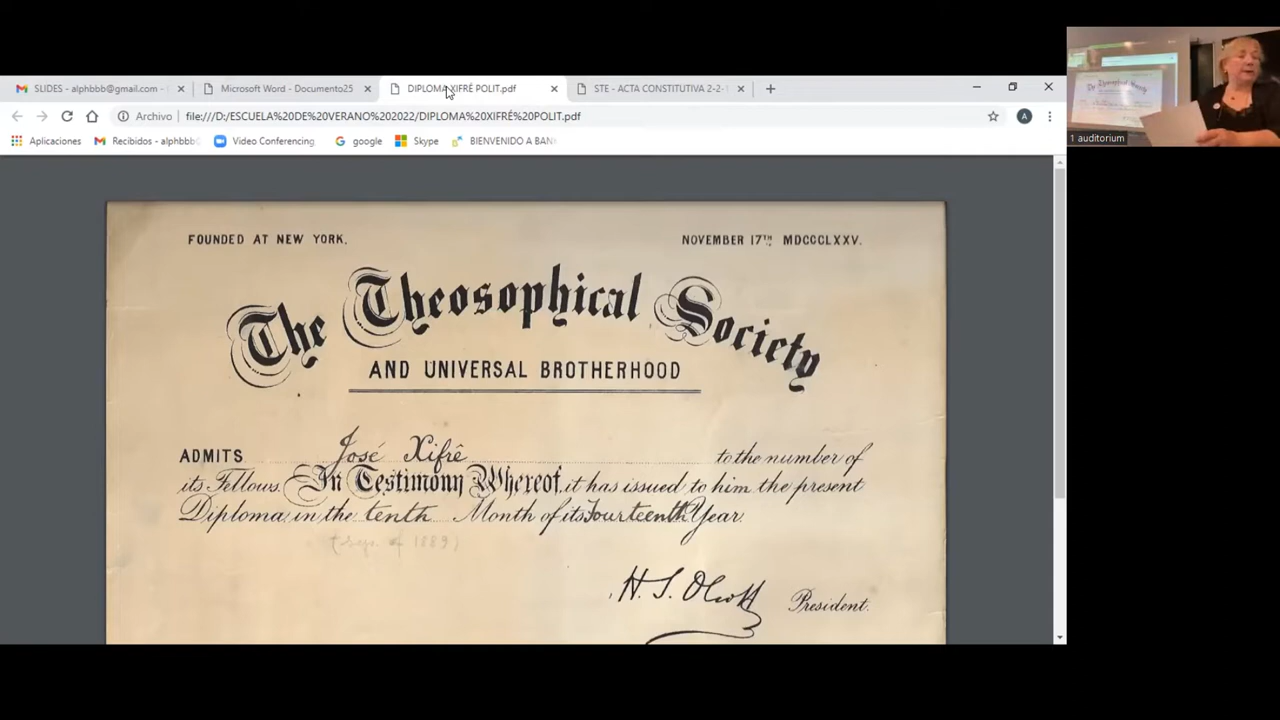 SLIDES - alphbbb@gmail.com -
Microsoft Word - Documento25
DIPLOMA XIFRÉ POLIT.pdf
STE - ACTA CONSTITUTIVA 2-2-1
Archivo
file:///D:/ESCUELA%20DE%20VERANO%202022/DIPLOMA%20XIFRÉ%20POLIT.pdf
A
Aplicaciones
Recibidos - alphbbb
Video Conferencing
google
Skype
BIENVENIDO A BAN
1 auditorium
FOUNDED AT NEW YORK.
NOVEMBER 17TH MDCCCLXXV.
The Theosophical Society
AND UNIVERSAL BROTHERHOOD
ADMITS José Xifré to the number of
its Fellows. In Testimony Whereof, it has issued to him the present
Diploma, in the tenth Month of its Fourteenth Year.
of 1889)
H. S. Olcott President.